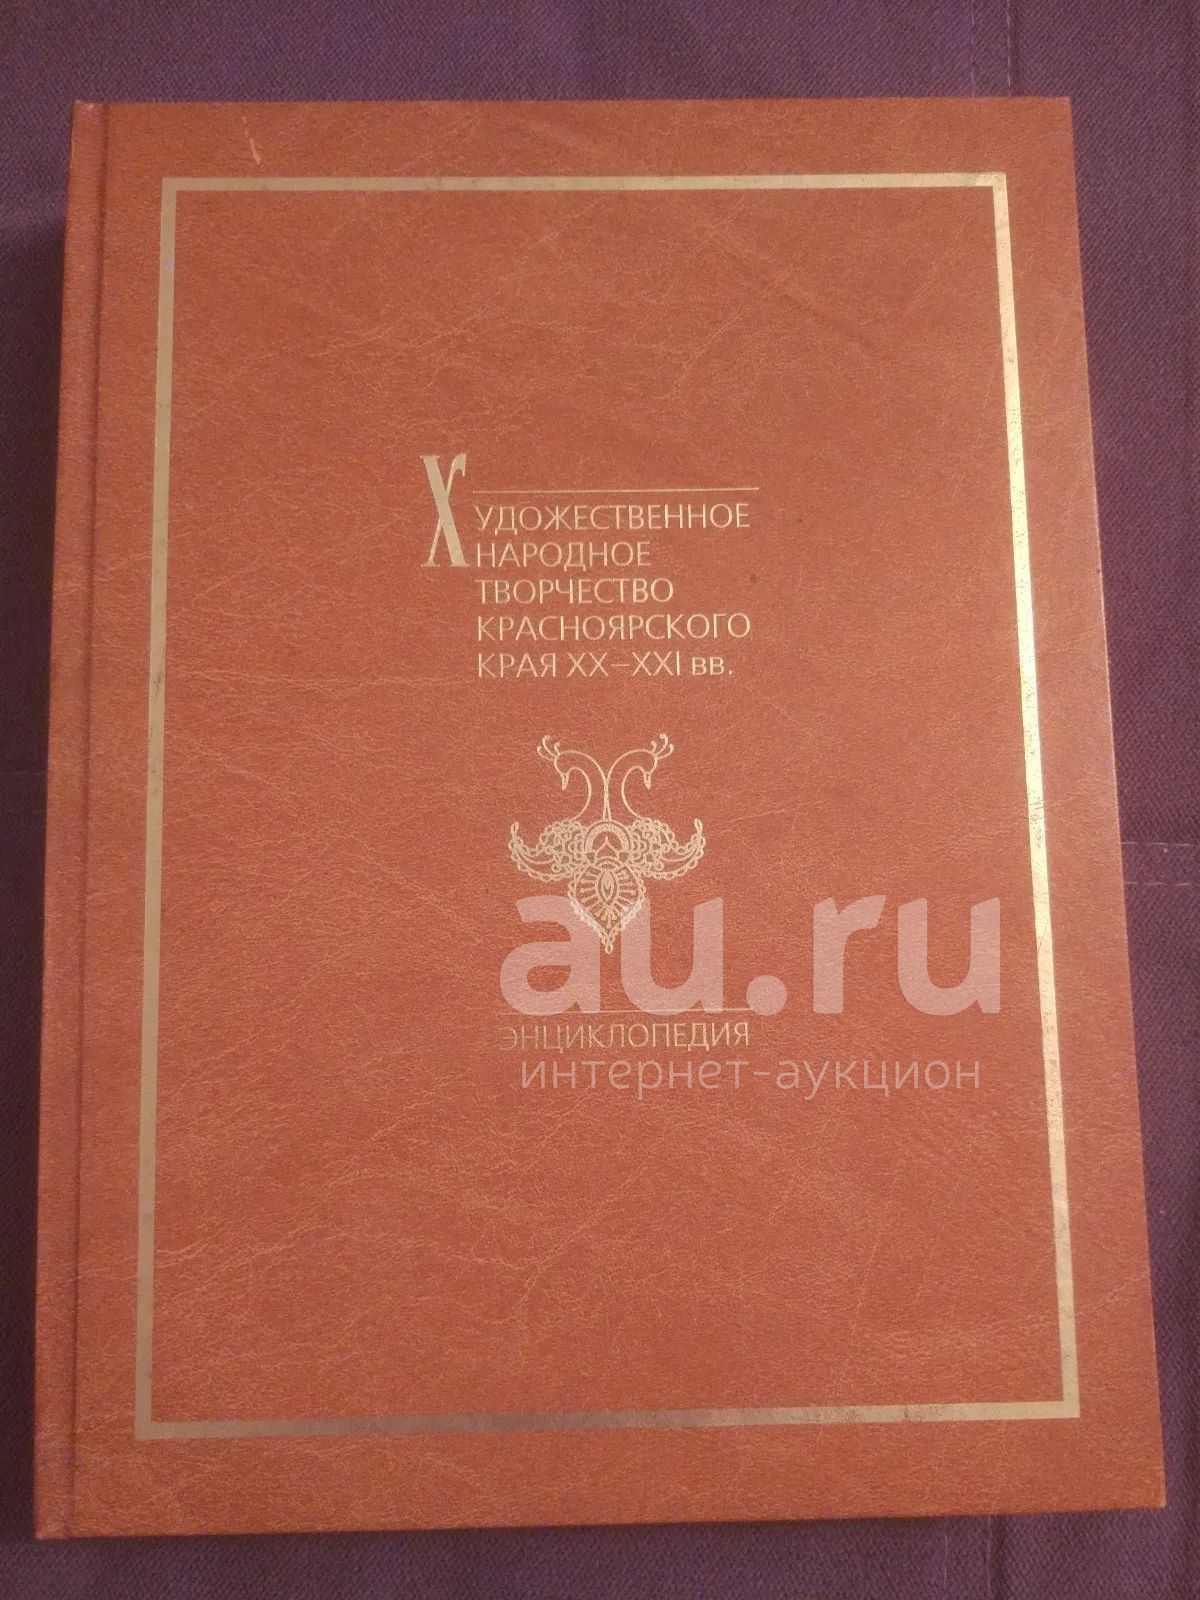 ХУДОЖЕСТВЕННОЕ
НАРОДНОЕ
ТВОРЧЕСТВО
КРАСНОЯРСКОГО
КРАЯ XX–XXI вв.
au.ru
ЭНЦИКЛОПЕДИЯ
интернет-аукцион